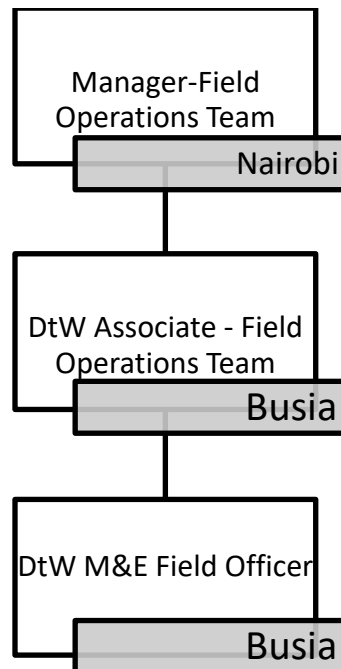 Manager-Field
Operations Team
Nairobi
DtW Associate - Field
Operations Team
Busia
DtW M&E Field Officer
Busia